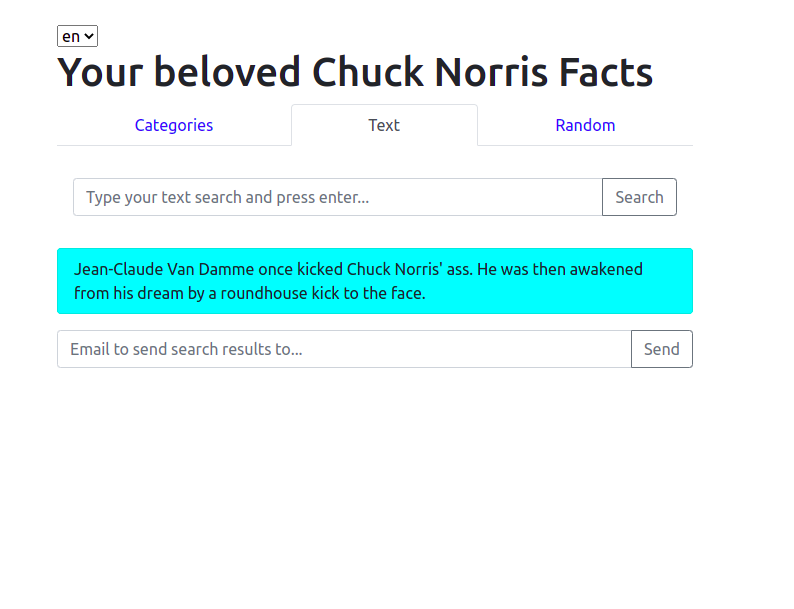 en
Your beloved Chuck Norris Facts
Categories Text Random
Type your text search and press enter... Search
Jean-Claude Van Damme once kicked Chuck Norris' ass. He was then awakened
from his dream by a roundhouse kick to the face.
Email to send search results to... Send